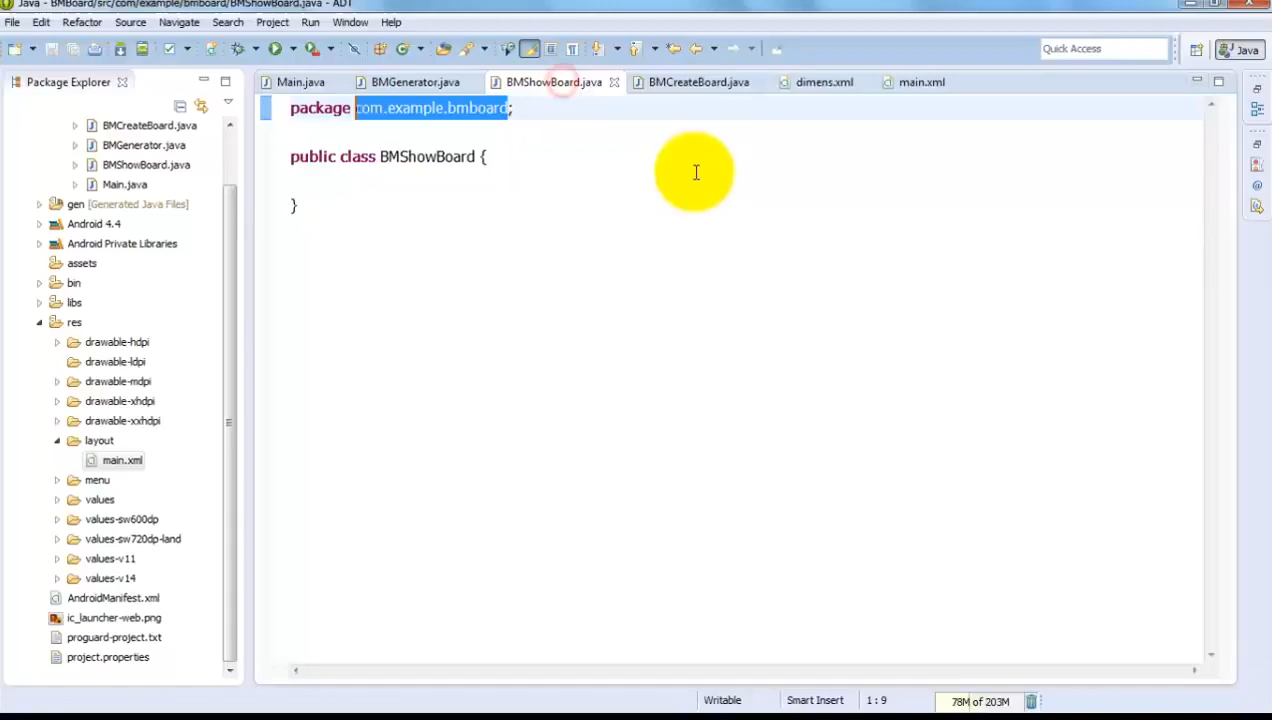 Java - BMBoard/src/com/example/bmboard/BMShowBoard.java - ADT
File Edit Refactor Source Navigate Search Project Run Window Help
Quick Access
Java
Package Explorer
Main.java BMGenerator.java BMShowBoard.java BMCreateBoard.java dimens.xml main.xml
BMCreateBoard.java
BMGenerator.java
BMShowBoard.java
Main.java
gen [Generated Java Files]
Android 4.4
Android Private Libraries
assets
bin
libs
res
drawable-hdpi
drawable-ldpi
drawable-mdpi
drawable-xhdpi
drawable-xxhdpi
layout
main.xml
menu
values
values-sw600dp
values-sw720dp-land
values-v11
values-v14
AndroidManifest.xml
ic_launcher-web.png
proguard-project.txt
project.properties
package com.example.bmboard;
public class BMShowBoard {
}
Writable Smart Insert 1 : 9 78M of 203M